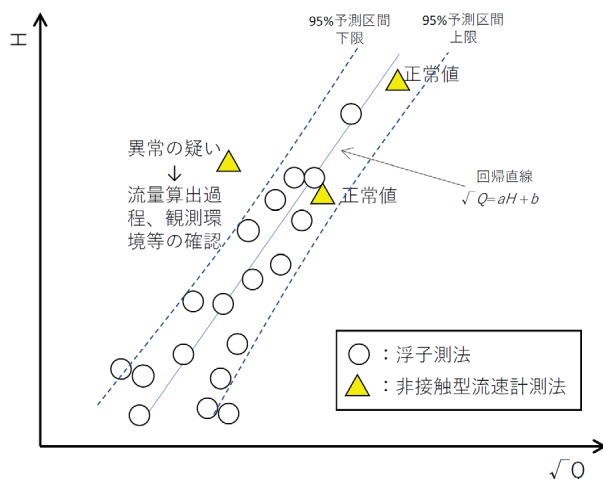 H
95%予測区間
下限
95%予測区間
上限
正常値
異常の疑い
流量算出過
程、観測環
境等の確認
正常値
回帰直線
√Q=aH+b
○：浮子測法
△：非接触型流速計測法
√Q